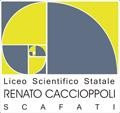 Liceo Scientifico Statale
RENATO CACCIOPPOLI
SCAFATI